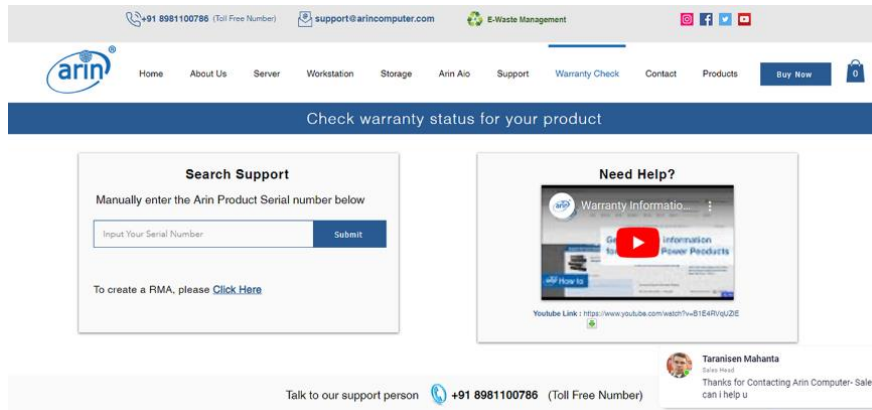 +91 8981100786 (Toll Free Number)
support@arincomputer.com
E-Waste Management
arin®
Home About Us Server Workstation Storage Arin Aio Support Warranty Check Contact Products Buy Now 0
Check warranty status for your product
Search Support
Manually enter the Arin Product Serial number below
Input Your Serial Number
Submit
To create a RMA, please Click Here
Need Help?
arin
Warranty Informatio...
information
Power Products
How to
Youtube Link : https://www.youtube.com/watch?v=B1E4RVqUZlE
Taranisen Mahanta
Sales Head
Thanks for Contacting Arin Computer- Sale
can i help u
Talk to our support person +91 8981100786 (Toll Free Number)